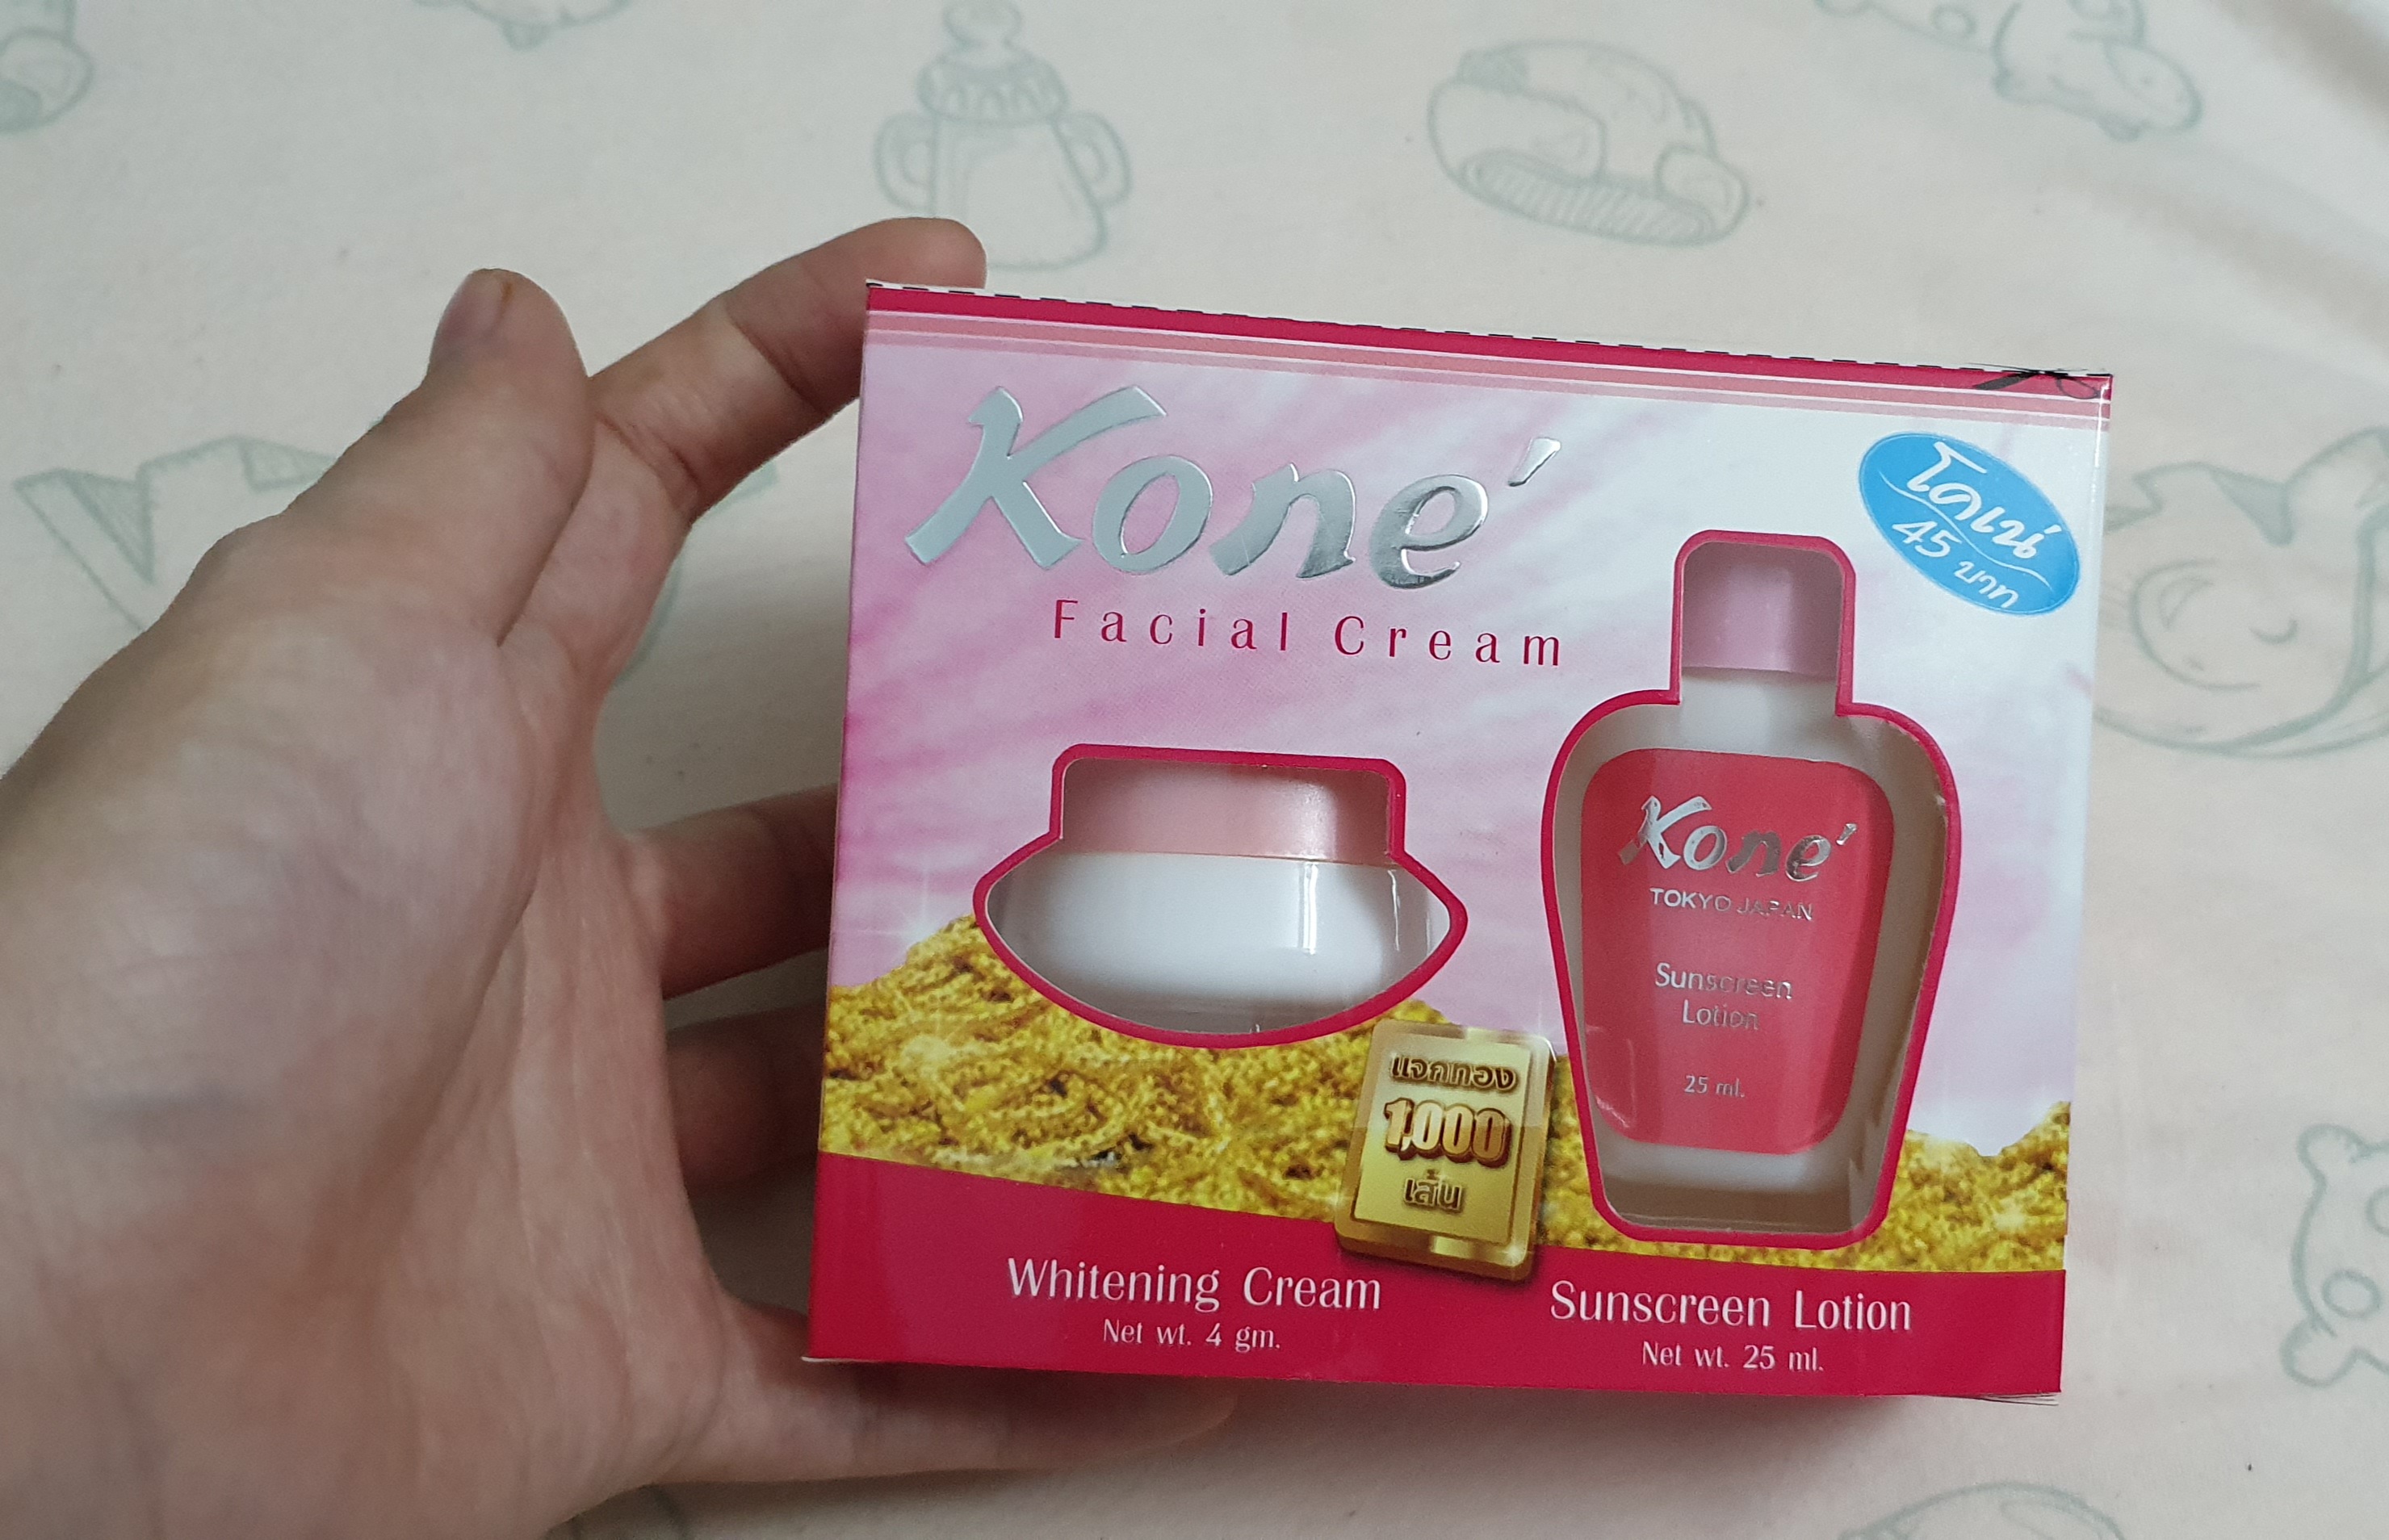 Koné
Facial Cream
โคเน่
45 บาท
Koné
TOKYO JAPAN
Sunscreen
Lotion
25 ml.
แจกทอง
1,000
เส้น
Whitening Cream
Net wt. 4 gm.
Sunscreen Lotion
Net wt. 25 ml.